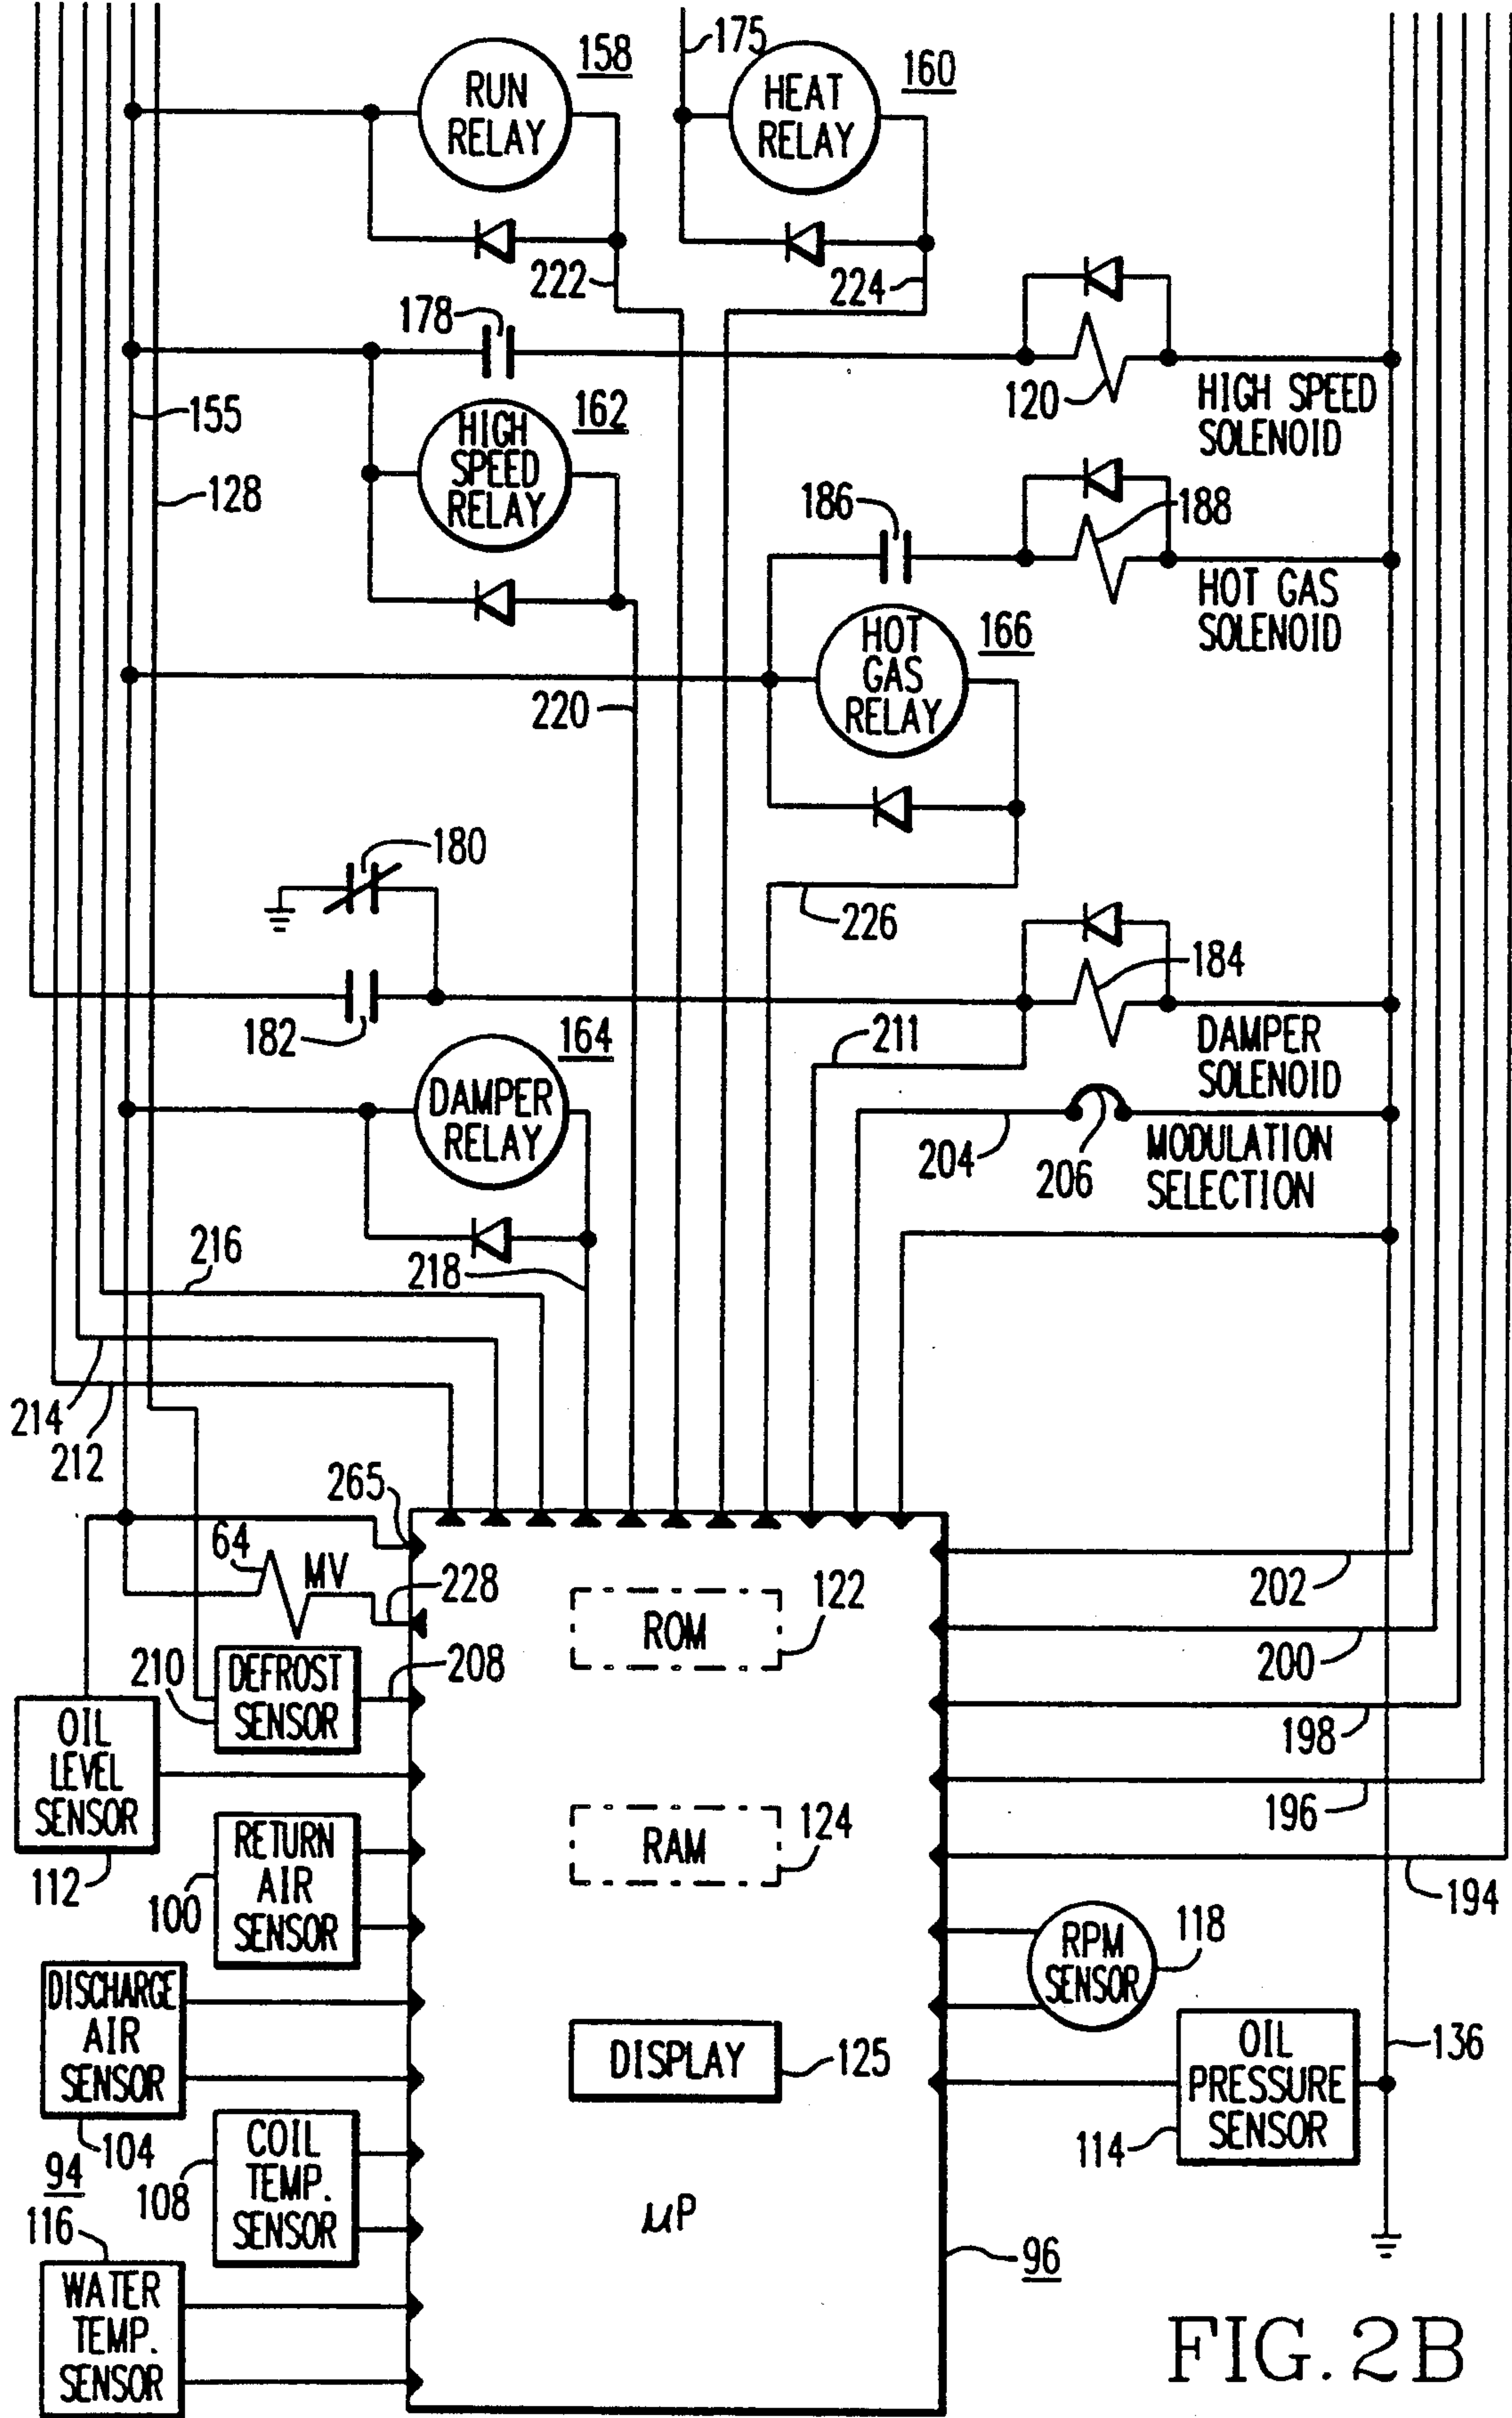 175
158
160
RUN
RELAY
HEAT
RELAY
222
224
178
120
HIGH SPEED
SOLENOID
155
162
HIGH
SPEED
RELAY
128
186
188
HOT GAS
SOLENOID
166
HOT
GAS
RELAY
220
180
226
184
182
211
DAMPER
SOLENOID
164
DAMPER
RELAY
204
206
MODULATION
SELECTION
216
218
214
212
265
64
MV
228
ROM
122
202
200
210
DEFROST
SENSOR
208
198
OIL
LEVEL
SENSOR
112
RAM
124
196
194
100
RETURN
AIR
SENSOR
RPM
SENSOR
118
DISCHARGE
AIR
SENSOR
104
DISPLAY
125
OIL
PRESSURE
SENSOR
114
136
94
108
COIL
TEMP.
SENSOR
μP
96
116
WATER
TEMP.
SENSOR
FIG. 2B